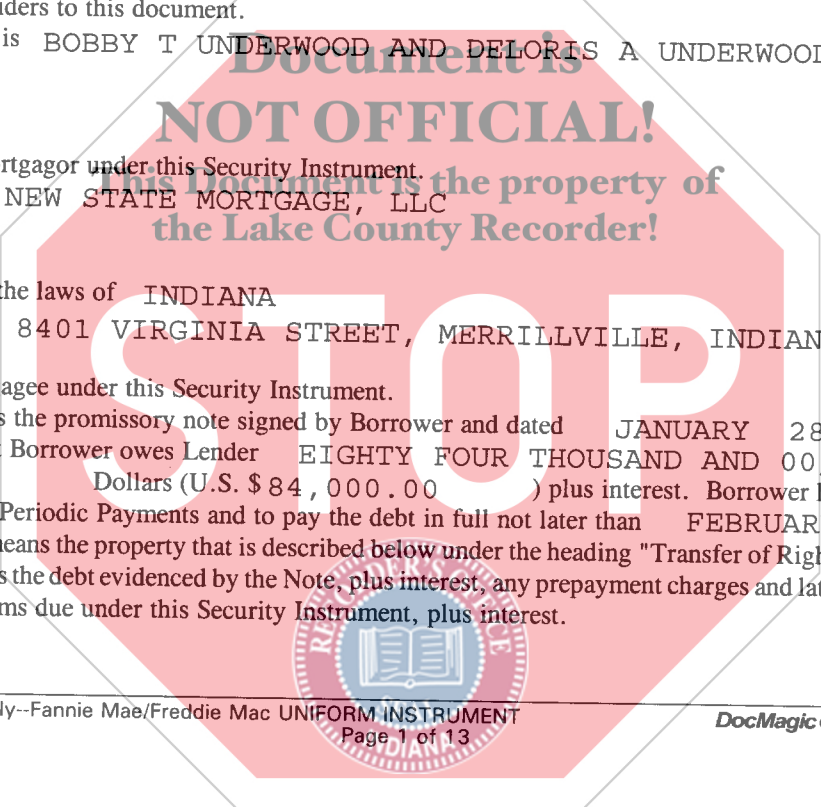 ders to this document.
is BOBBY T UNDERWOOD AND DELORIS A UNDERWOOD
Document is
NOT OFFICIAL!
rtgagor under this Security Instrument.
This Document is the property of
NEW STATE MORTGAGE, LLC
the Lake County Recorder!
the laws of INDIANA
STOP
8401 VIRGINIA STREET, MERRILLVILLE, INDIAN
agee under this Security Instrument.
s the promissory note signed by Borrower and dated JANUARY 28
Borrower owes Lender EIGHTY FOUR THOUSAND AND 00
Dollars (U.S. $ 84,000.00 ) plus interest. Borrower
Periodic Payments and to pay the debt in full not later than FEBRUAR
eans the property that is described below under the heading "Transfer of Righ
s the debt evidenced by the Note, plus interest, any prepayment charges and lat
ms due under this Security Instrument, plus interest.
RECORDER'S OFFICE
INDIANA
ly--Fannie Mae/Freddie Mac UNIFORM INSTRUMENT
DocMagic
Page 1 of 13